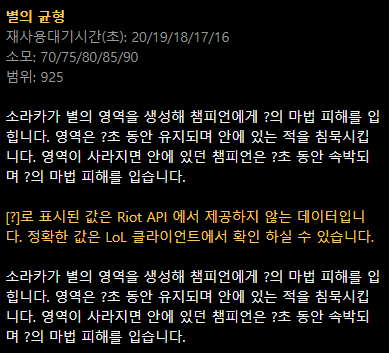 별의 균형
재사용대기시간(초): 20/19/18/17/16
소모: 70/75/80/85/90
범위: 925
소라카가 별의 영역을 생성해 챔피언에게 ?의 마법 피해를 입
힙니다. 영역은 ?초 동안 유지되며 안에 있는 적을 침묵시킵
니다. 영역이 사라지면 안에 있던 챔피언은 ?초 동안 속박되
며 ?의 마법 피해를 입습니다.
[?]로 표시된 값은 Riot API 에서 제공하지 않는 데이터입니
다. 정확한 값은 LoL 클라이언트에서 확인 하실 수 있습니다.
소라카가 별의 영역을 생성해 챔피언에게 ?의 마법 피해를 입
힙니다. 영역은 ?초 동안 유지되며 안에 있는 적을 침묵시킵
니다. 영역이 사라지면 안에 있던 챔피언은 ?초 동안 속박되
며 ?의 마법 피해를 입습니다.